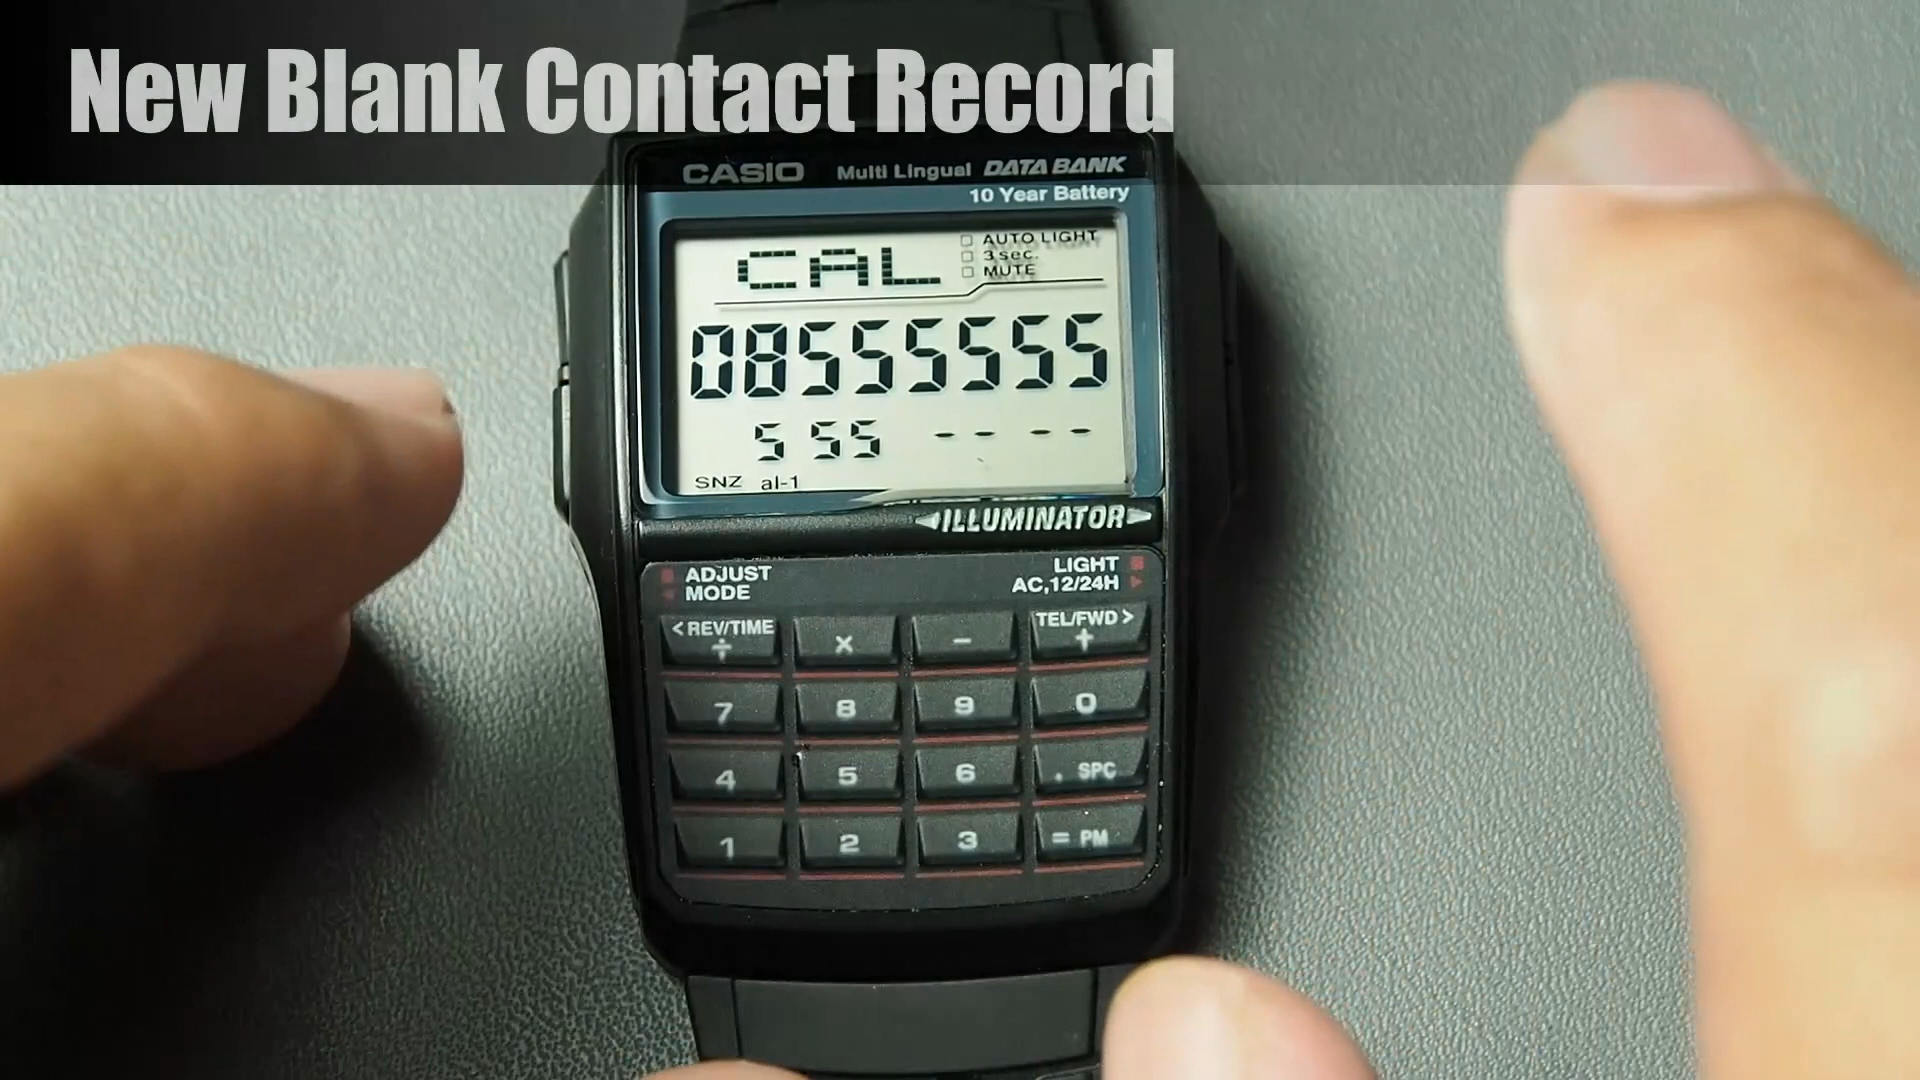 New Blank Contact Record
CASIO Multi Lingual DATA BANK
10 Year Battery
CAL
AUTO LIGHT
3 sec.
MUTE
08555555
555 -- --
SNZ al-1
ILLUMINATOR
ADJUST LIGHT
MODE AC,12/24H
< REV/TIME TEL/FWD >
÷ × − +
7 8 9 0
4 5 6 . SPC
1 2 3 = PM